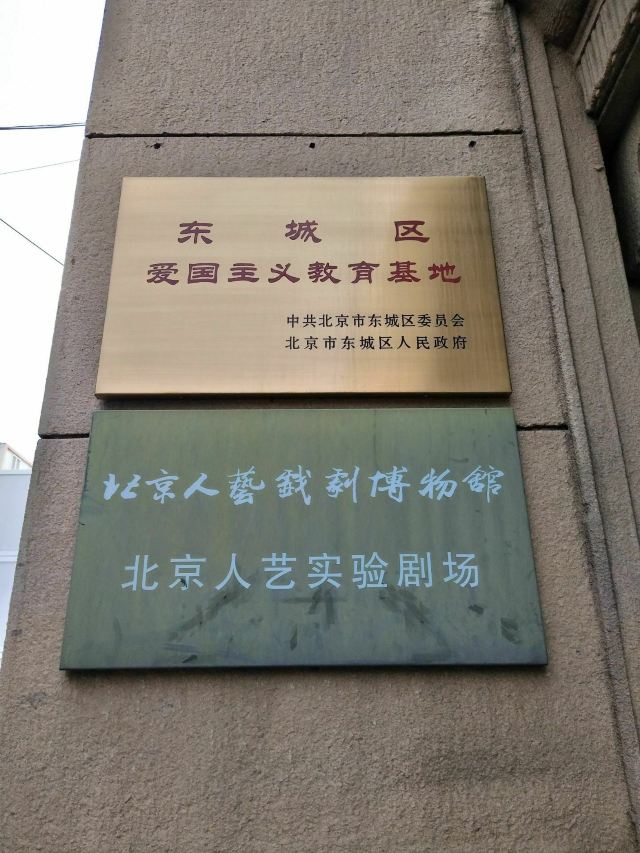 东城区
爱国主义教育基地
中共北京市东城区委员会
北京市东城区人民政府
北京人藝戲劇博物館
北京人艺实验剧场